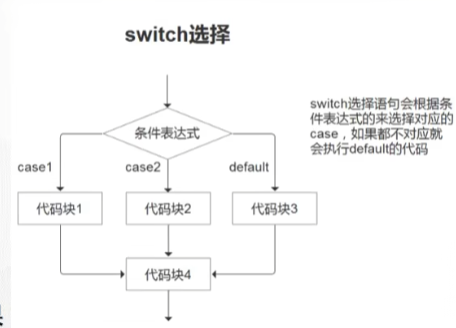 switch选择
条件表达式
switch选择语句会根据条
件表达式的来选择对应的
case，如果都不对应就
会执行default的代码
case1
case2
default
代码块1
代码块2
代码块3
代码块4